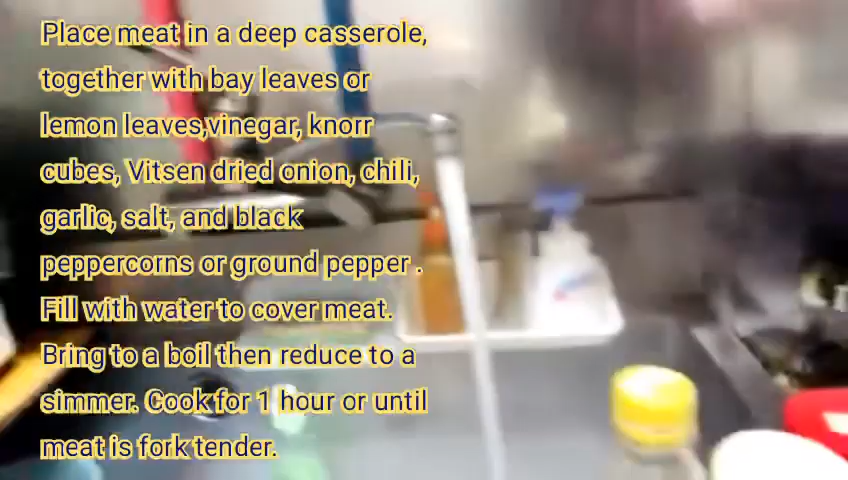 Place meat in a deep casserole,
together with bay leaves or
lemon leaves,vinegar, knorr
cubes, Vitsen dried onion, chili,
garlic, salt, and black
peppercorns or ground pepper .
Fill with water to cover meat.
Bring to a boil then reduce to a
simmer. Cook for 1 hour or until
meat is fork tender.